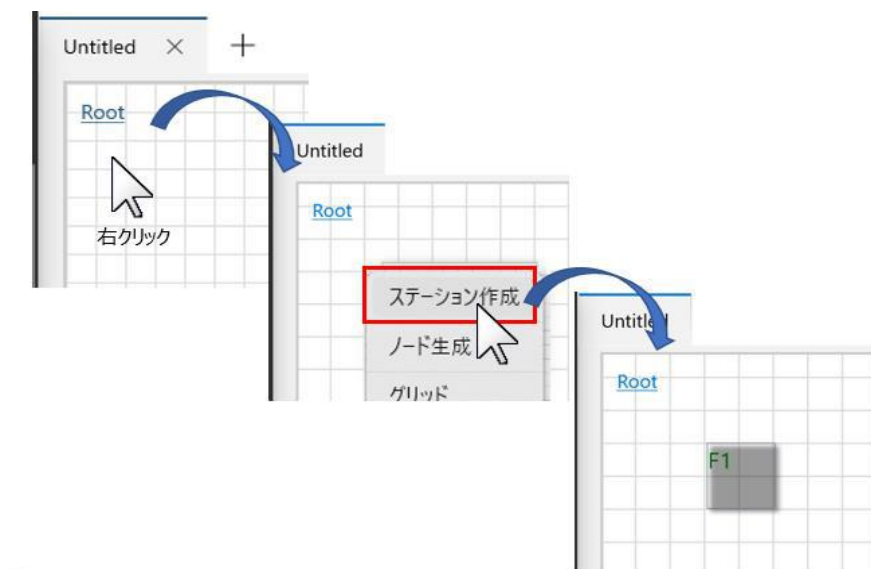 Untitled
Root
右クリック
Untitled
Root
ステーション作成
ノード生成
グリッド
Untitled
Root
F1